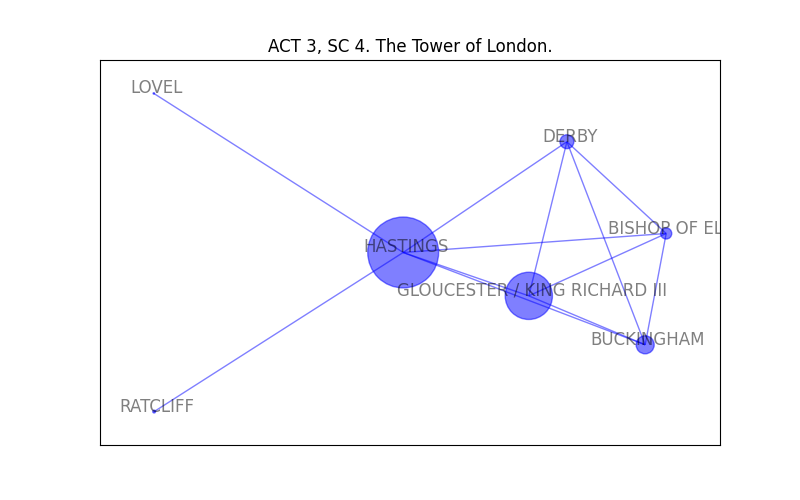 ACT 3, SC 4. The Tower of London.
LOVEL
DERBY
BISHOP OF EL
HASTINGS
GLOUCESTER / KING RICHARD III
BUCKINGHAM
RATCLIFF